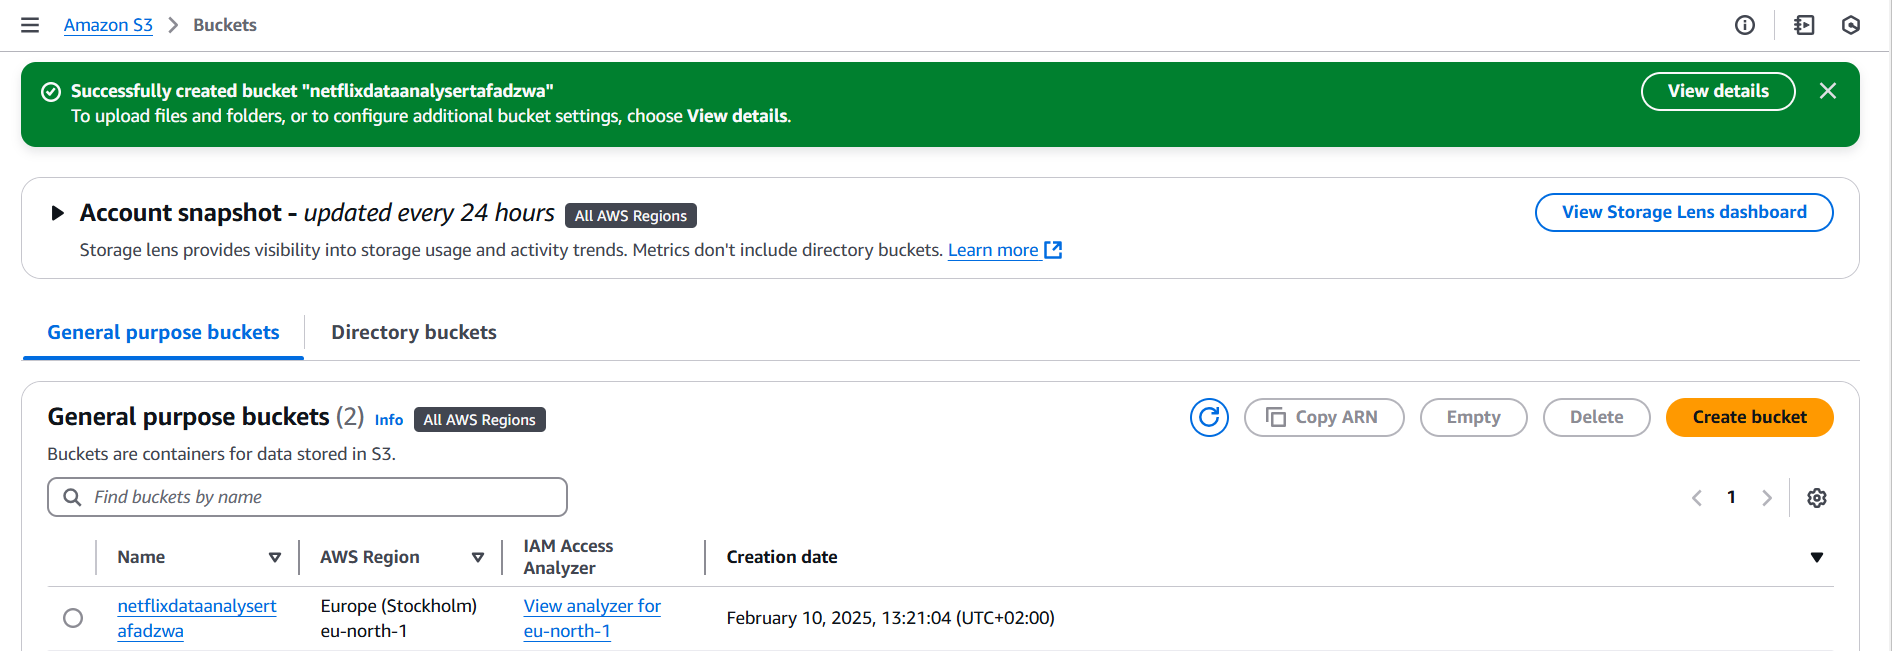 Amazon S3 > Buckets
Successfully created bucket "netflixdataanalysertafadzwa"
To upload files and folders, or to configure additional bucket settings, choose View details.
View details
Account snapshot - updated every 24 hours All AWS Regions
View Storage Lens dashboard
Storage lens provides visibility into storage usage and activity trends. Metrics don't include directory buckets. Learn more
General purpose buckets Directory buckets
General purpose buckets (2) Info All AWS Regions
Copy ARN Empty Delete Create bucket
Buckets are containers for data stored in S3.
Find buckets by name
1
Name AWS Region IAM Access Analyzer Creation date
netflixdataanalysert
afadzwa
Europe (Stockholm)
eu-north-1
View analyzer for
eu-north-1
February 10, 2025, 13:21:04 (UTC+02:00)